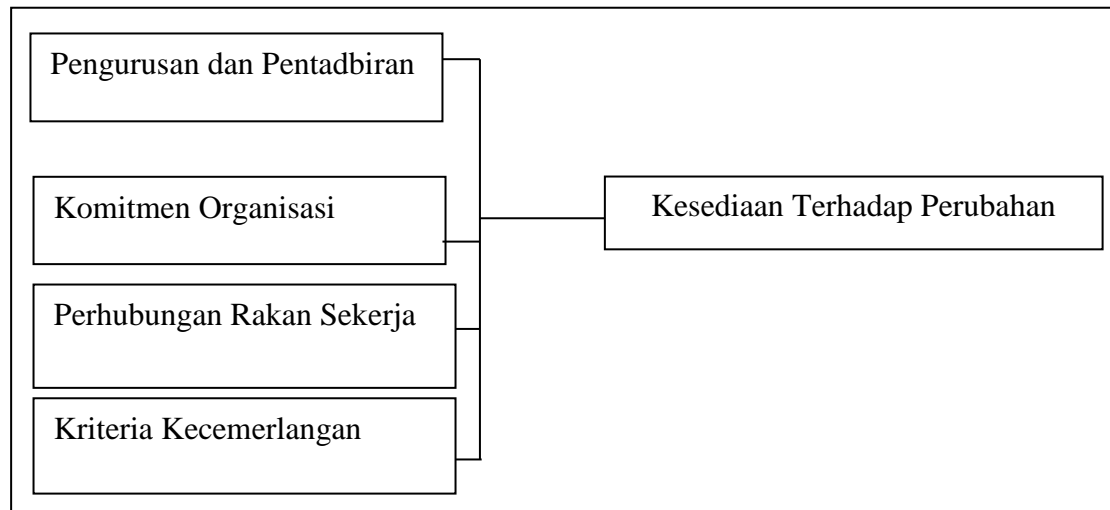 Pengurusan dan Pentadbiran
Komitmen Organisasi
Kesediaan Terhadap Perubahan
Perhubungan Rakan Sekerja
Kriteria Kecemerlangan